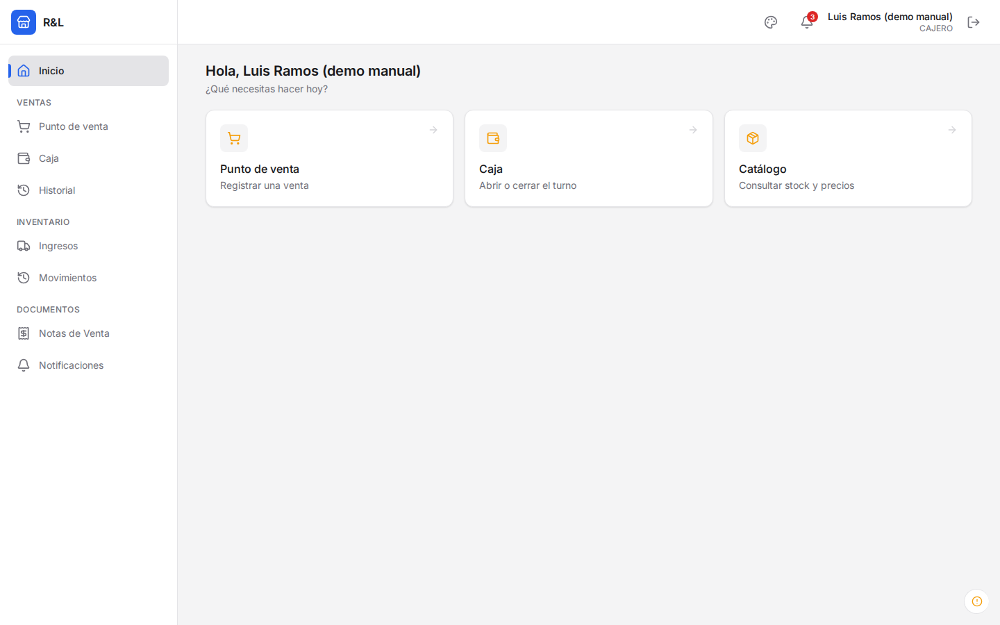 R&L
3
Luis Ramos (demo manual)
CAJERO
Inicio
VENTAS
Punto de venta
Caja
Historial
INVENTARIO
Ingresos
Movimientos
DOCUMENTOS
Notas de Venta
Notificaciones
Hola, Luis Ramos (demo manual)
¿Qué necesitas hacer hoy?
Punto de venta
Registrar una venta
Caja
Abrir o cerrar el turno
Catálogo
Consultar stock y precios